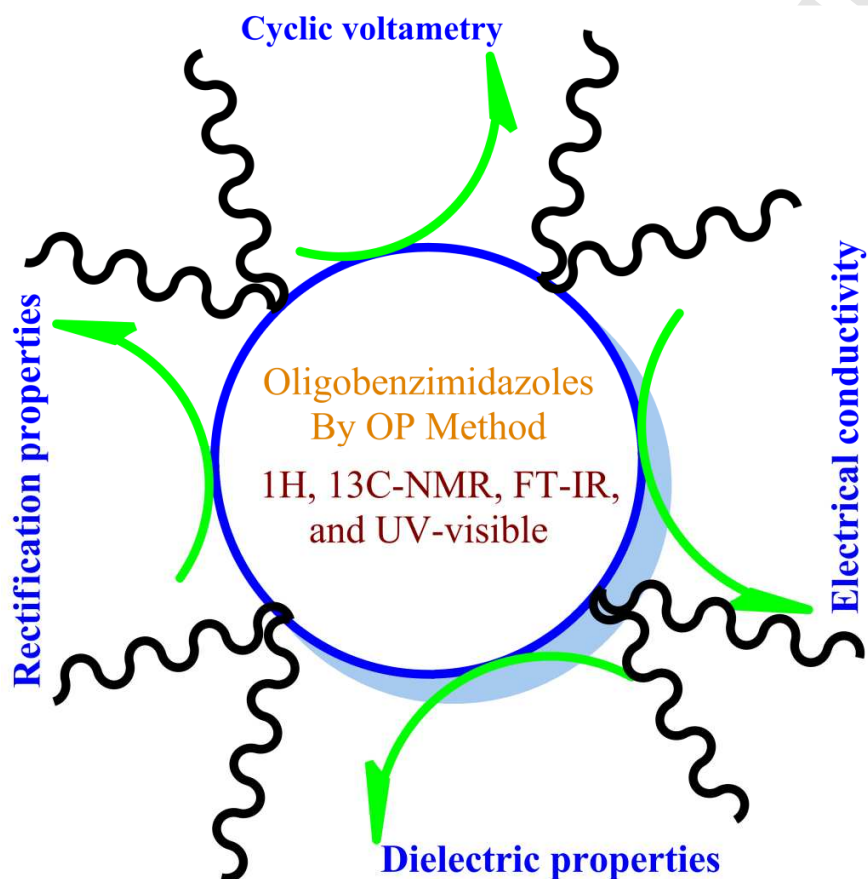 Cyclic voltametry
Rectification properties
Electrical conductivity
Oligobenzimidazoles
By OP Method
1H, 13C-NMR, FT-IR,
and UV-visible
Dielectric properties